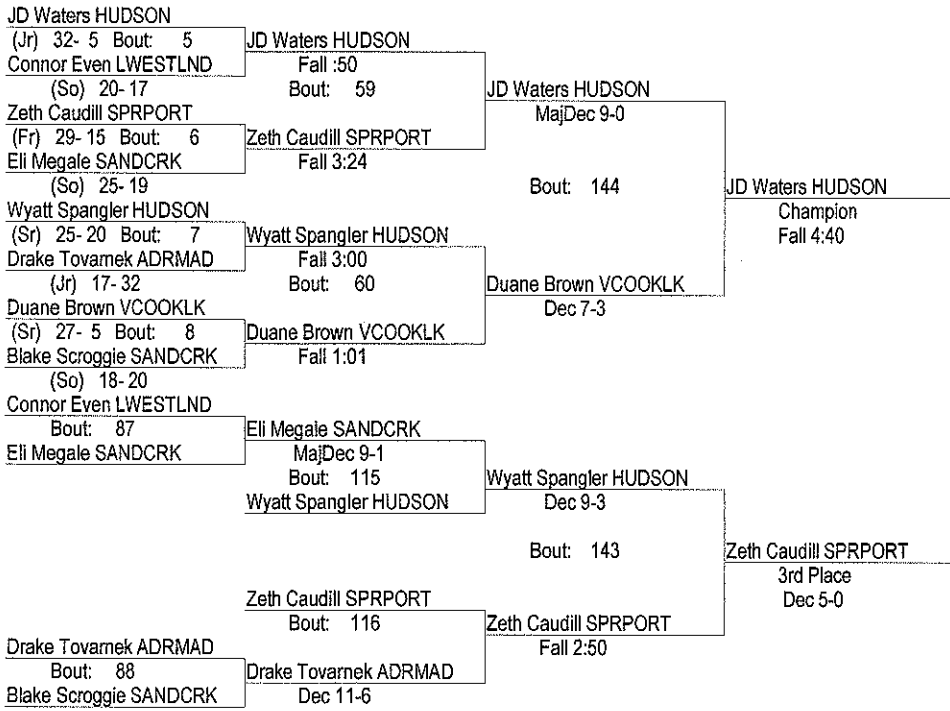 JD Waters HUDSON
(Jr) 32- 5 Bout: 5
JD Waters HUDSON
Connor Even LWESTLND
Fall :50
(So) 20- 17
Bout: 59
JD Waters HUDSON
Zeth Caudill SPRPORT
MajDec 9-0
(Fr) 29- 15 Bout: 6
Zeth Caudill SPRPORT
Eli Megale SANDCRK
Fall 3:24
(So) 25- 19
Bout: 144
JD Waters HUDSON
Wyatt Spangler HUDSON
Champion
(Sr) 25- 20 Bout: 7
Wyatt Spangler HUDSON
Fall 4:40
Drake Tovarnek ADRMAD
Fall 3:00
(Jr) 17- 32
Bout: 60
Duane Brown VCOOKLK
Duane Brown VCOOKLK
Dec 7-3
(Sr) 27- 5 Bout: 8
Duane Brown VCOOKLK
Blake Scroggie SANDCRK
Fall 1:01
(So) 18- 20
Connor Even LWESTLND
Bout: 87
Eli Megale SANDCRK
Eli Megale SANDCRK
MajDec 9-1
Bout: 115
Wyatt Spangler HUDSON
Wyatt Spangler HUDSON
Dec 9-3
Bout: 143
Zeth Caudill SPRPORT
3rd Place
Dec 5-0
Zeth Caudill SPRPORT
Bout: 116
Zeth Caudill SPRPORT
Fall 2:50
Drake Tovarnek ADRMAD
Bout: 88
Drake Tovarnek ADRMAD
Blake Scroggie SANDCRK
Dec 11-6